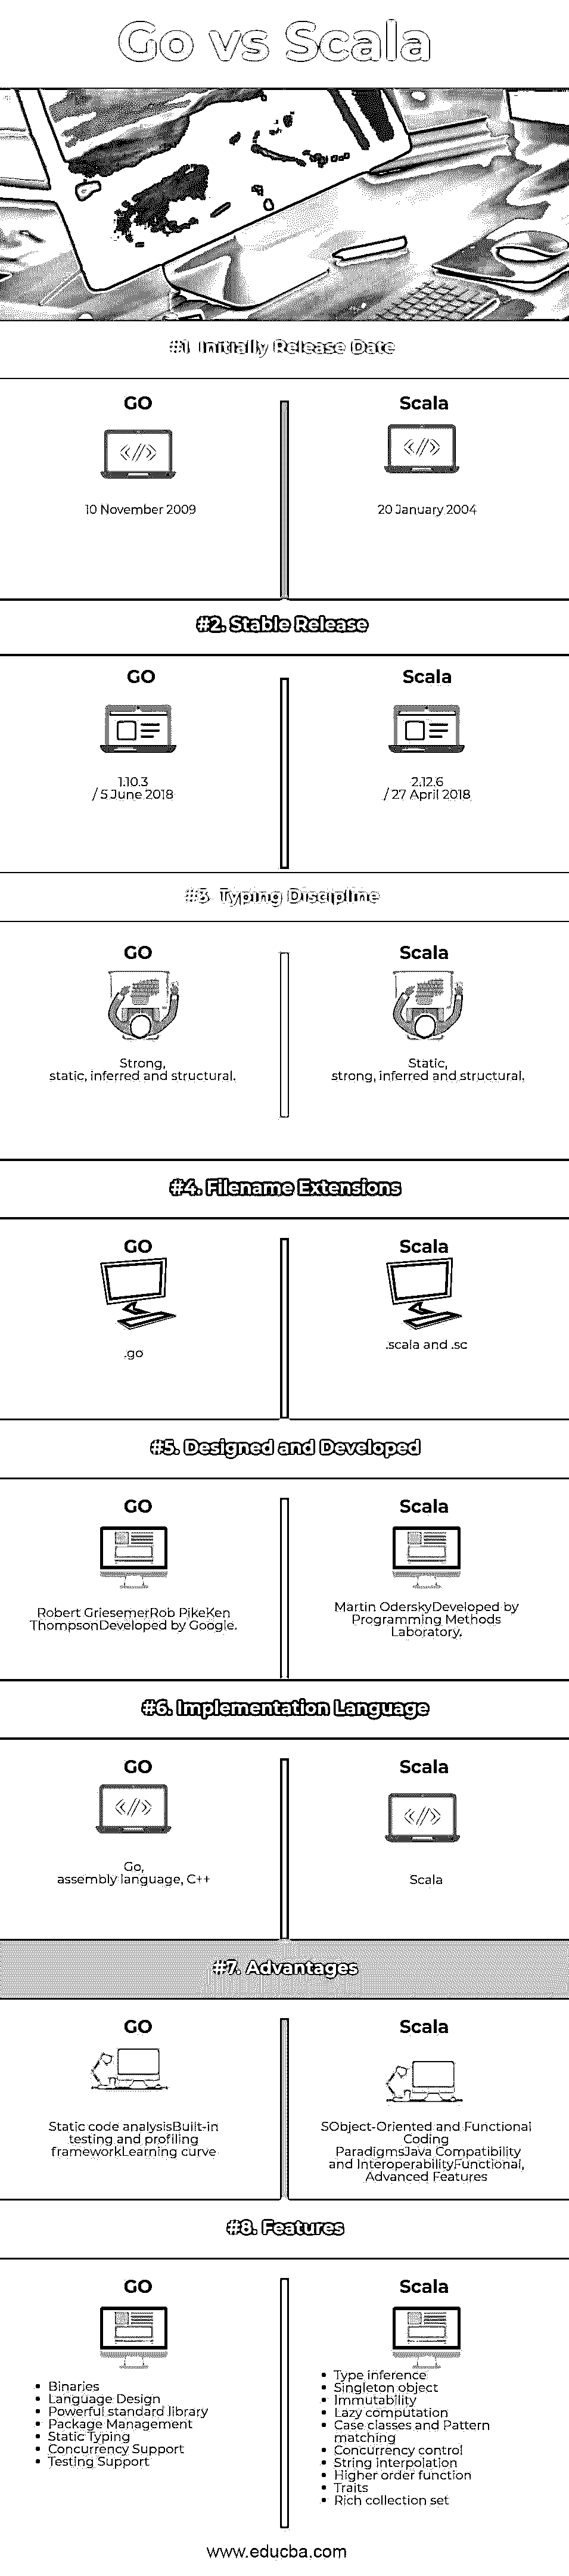 Go vs Scala
#1. Initially Release Date
GO
Scala
10 November 2009
20 January 2004
#2. Stable Release
GO
Scala
1.10.3
/ 5 June 2018
2.12.6
/ 27 April 2018
#3. Typing Discipline
GO
Scala
Strong,
static, inferred and structural.
Static,
strong, inferred and structural.
#4. Filename Extensions
GO
Scala
.go
.scala and .sc
#5. Designed and Developed
GO
Scala
Robert GriesemerRob PikeKen
ThompsonDeveloped by Google.
Martin OderskyDeveloped by
Programming Methods
Laboratory.
#6. Implementation Language
GO
Scala
Go,
assembly language, C++
Scala
#7. Advantages
GO
Scala
Static code analysisBuilt-in
testing and profiling
frameworkLearning curve
SObject-Oriented and Functional
Coding
ParadigmsJava Compatibility
and InteroperabilityFunctional,
Advanced Features
#8. Features
GO
Scala
• Binaries
• Language Design
• Powerful standard library
• Package Management
• Static Typing
• Concurrency Support
• Testing Support
• Type inference
• Singleton object
• Immutability
• Lazy computation
• Case classes and Pattern
matching
• Concurrency control
• String interpolation
• Higher order function
• Traits
• Rich collection set
www.educba.com